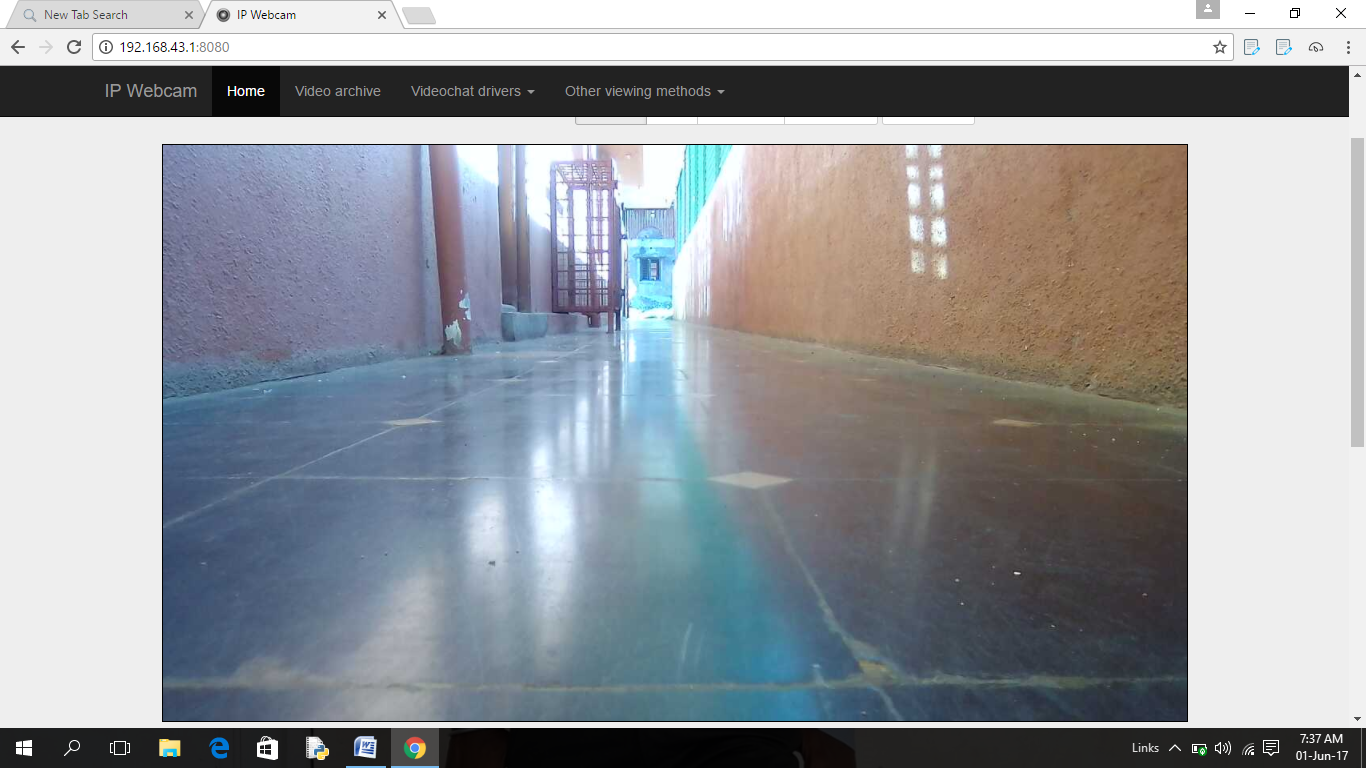 New Tab Search
IP Webcam
192.168.43.1:8080
IP Webcam Home Video archive Videochat drivers Other viewing methods
Links
7:37 AM
01-Jun-17